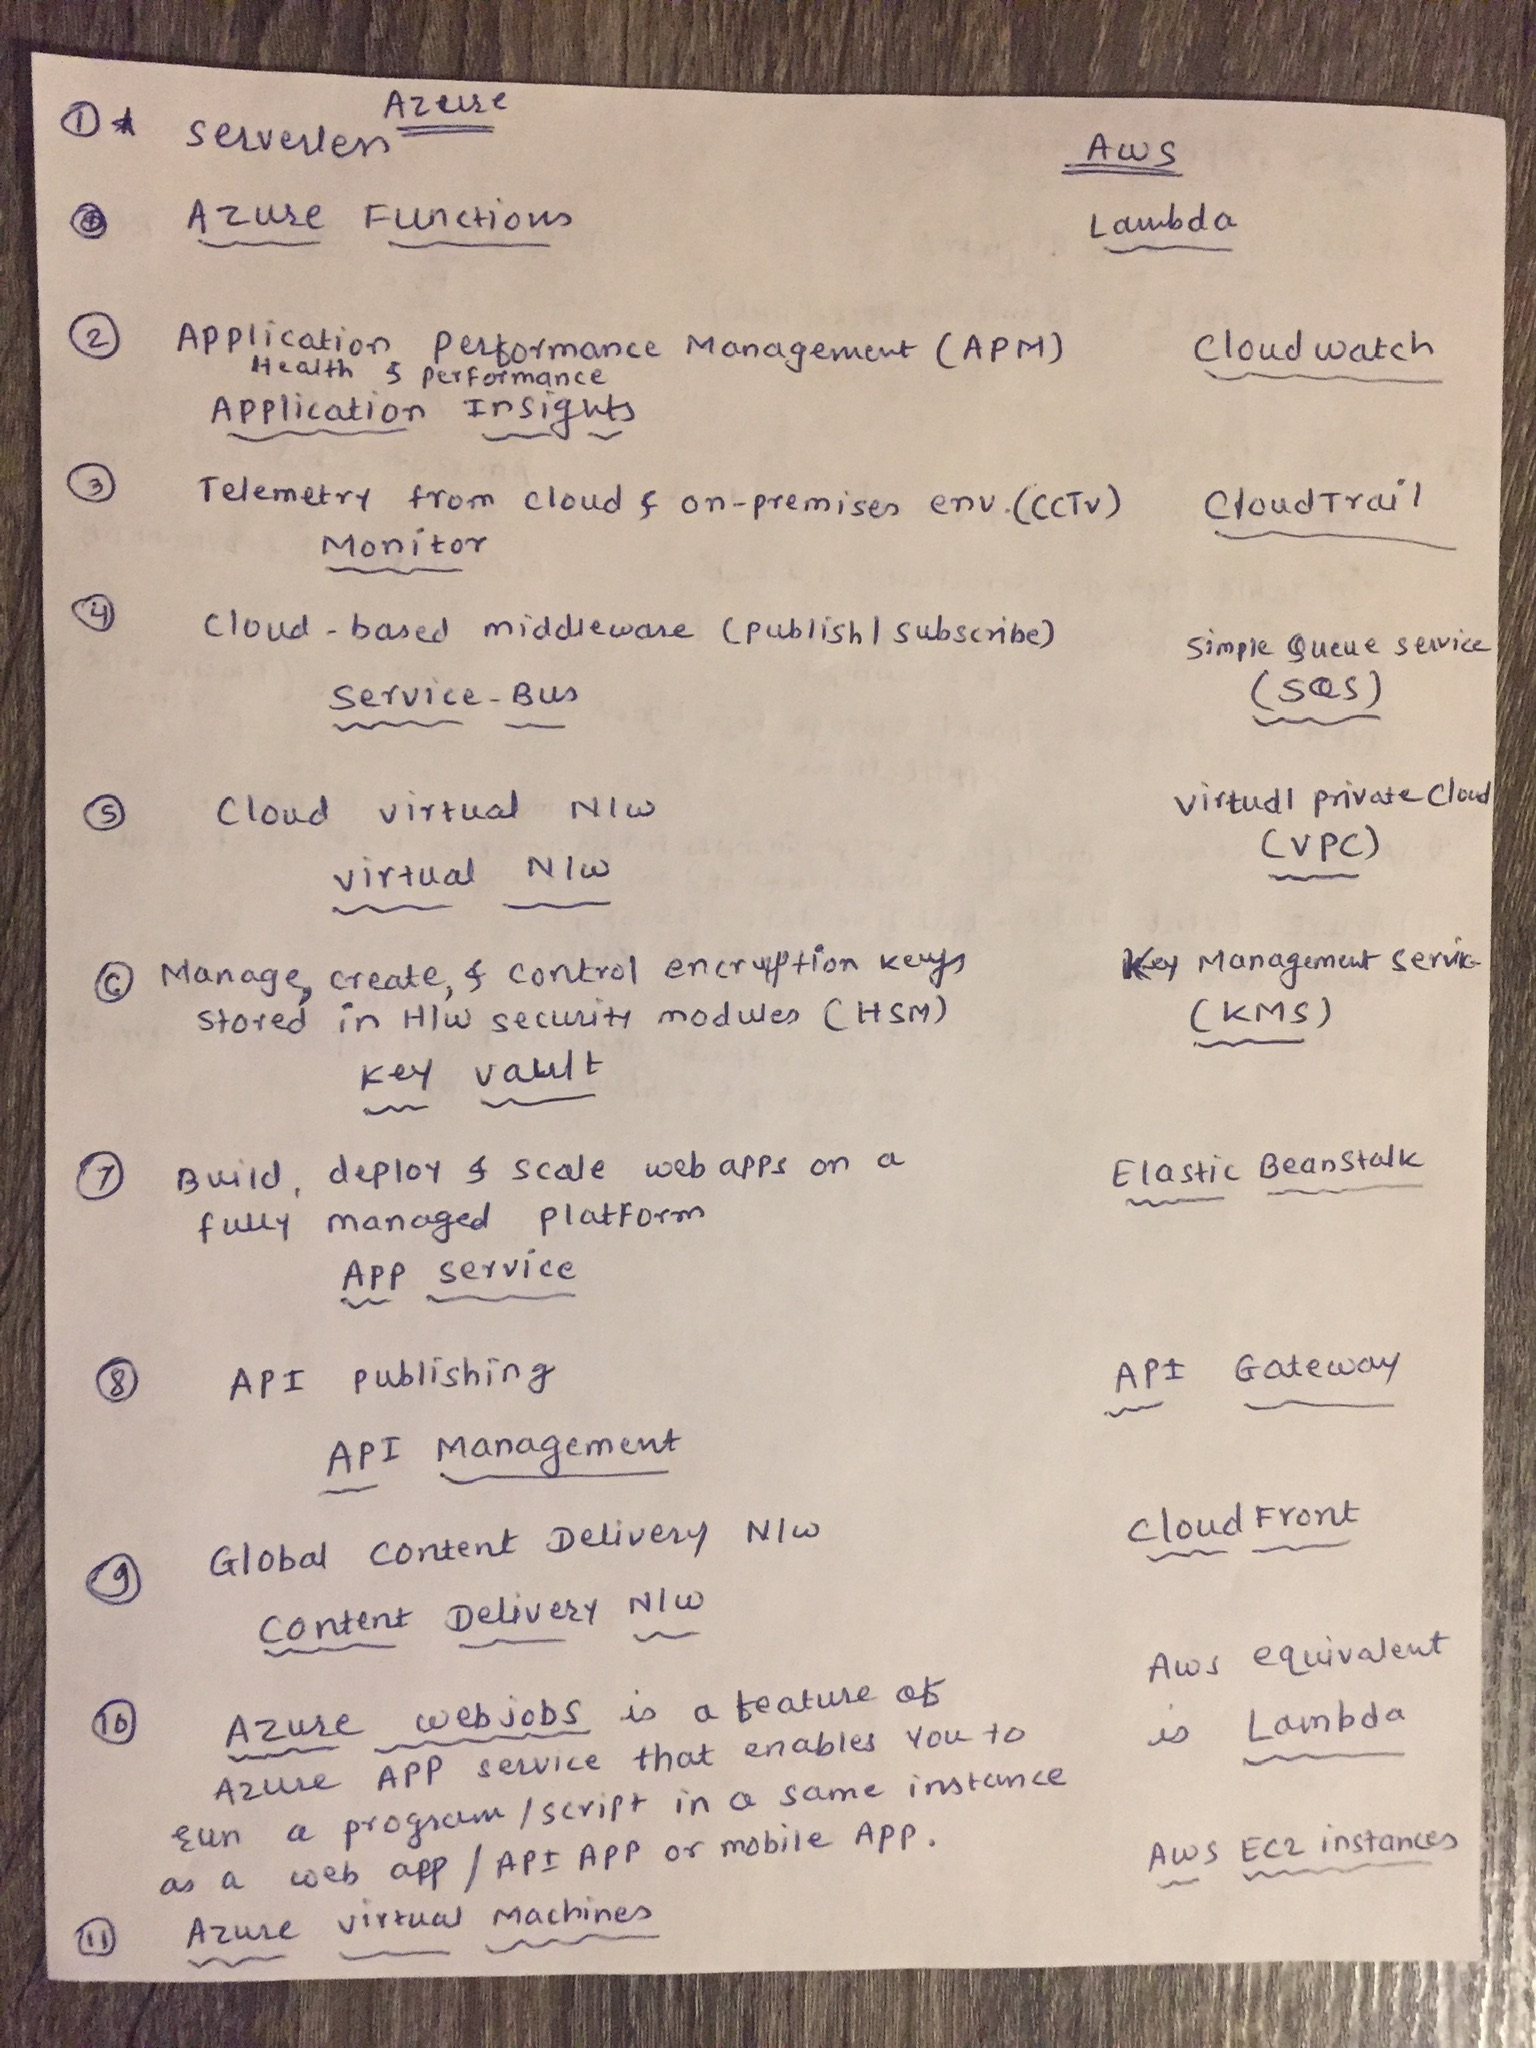 Azure
① * Serverless
AWS
Azure Functions
Lambda
② Application Performance Management (APM)
Cloudwatch
Health & Performance
Application Insights
③ Telemetry from cloud & on-premises env. (CCTV)
CloudTrail
Monitor
④ Cloud-based middleware (publish/subscribe)
Simple Queue service
(SQS)
Service-Bus
⑤ Cloud virtual N/w
virtual private Cloud
(VPC)
virtual N/w
⑥ Manage, create, & control encryption keys
Key Management Service
stored in H/w security modules (HSM)
(KMS)
Key vault
⑦ Build, deploy & scale web apps on a
Elastic Beanstalk
fully managed platform
App service
⑧ API publishing
API Gateway
API Management
⑨ Global Content Delivery N/w
CloudFront
Content Delivery N/w
⑩ Azure webjobs is a feature of
AWS equivalent
is Lambda
Azure App service that enables you to
run a program/script in a same instance
as a web app / API APP or mobile App.
AWS EC2 instances
⑪ Azure virtual Machines